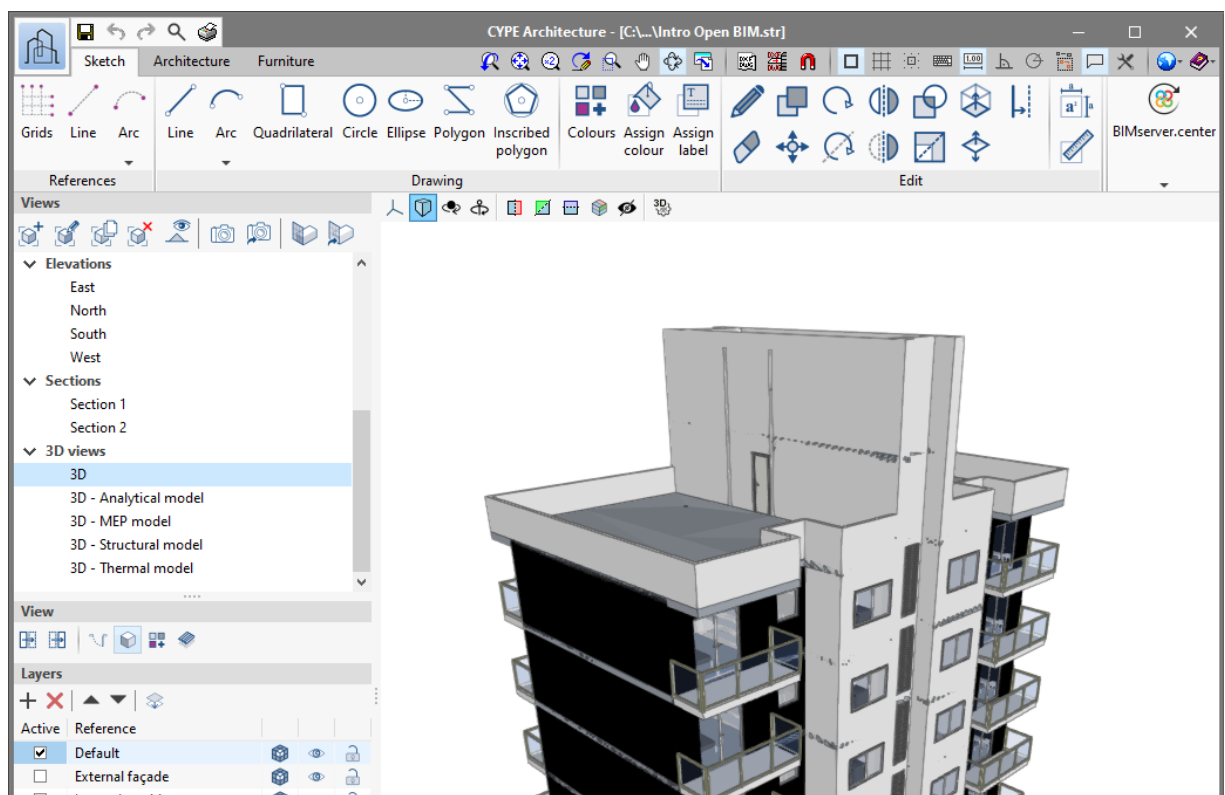 CYPE Architecture - [C:\...\Intro Open BIM.str]
Sketch Architecture Furniture
Grids Line Arc Line Arc Quadrilateral Circle Ellipse Polygon Inscribed polygon Colours Assign colour Assign label BIMserver.center
References Drawing Edit
Views
Elevations
East
North
South
West
Sections
Section 1
Section 2
3D views
3D
3D - Analytical model
3D - MEP model
3D - Structural model
3D - Thermal model
View
Layers
Active Reference
Default
External façade